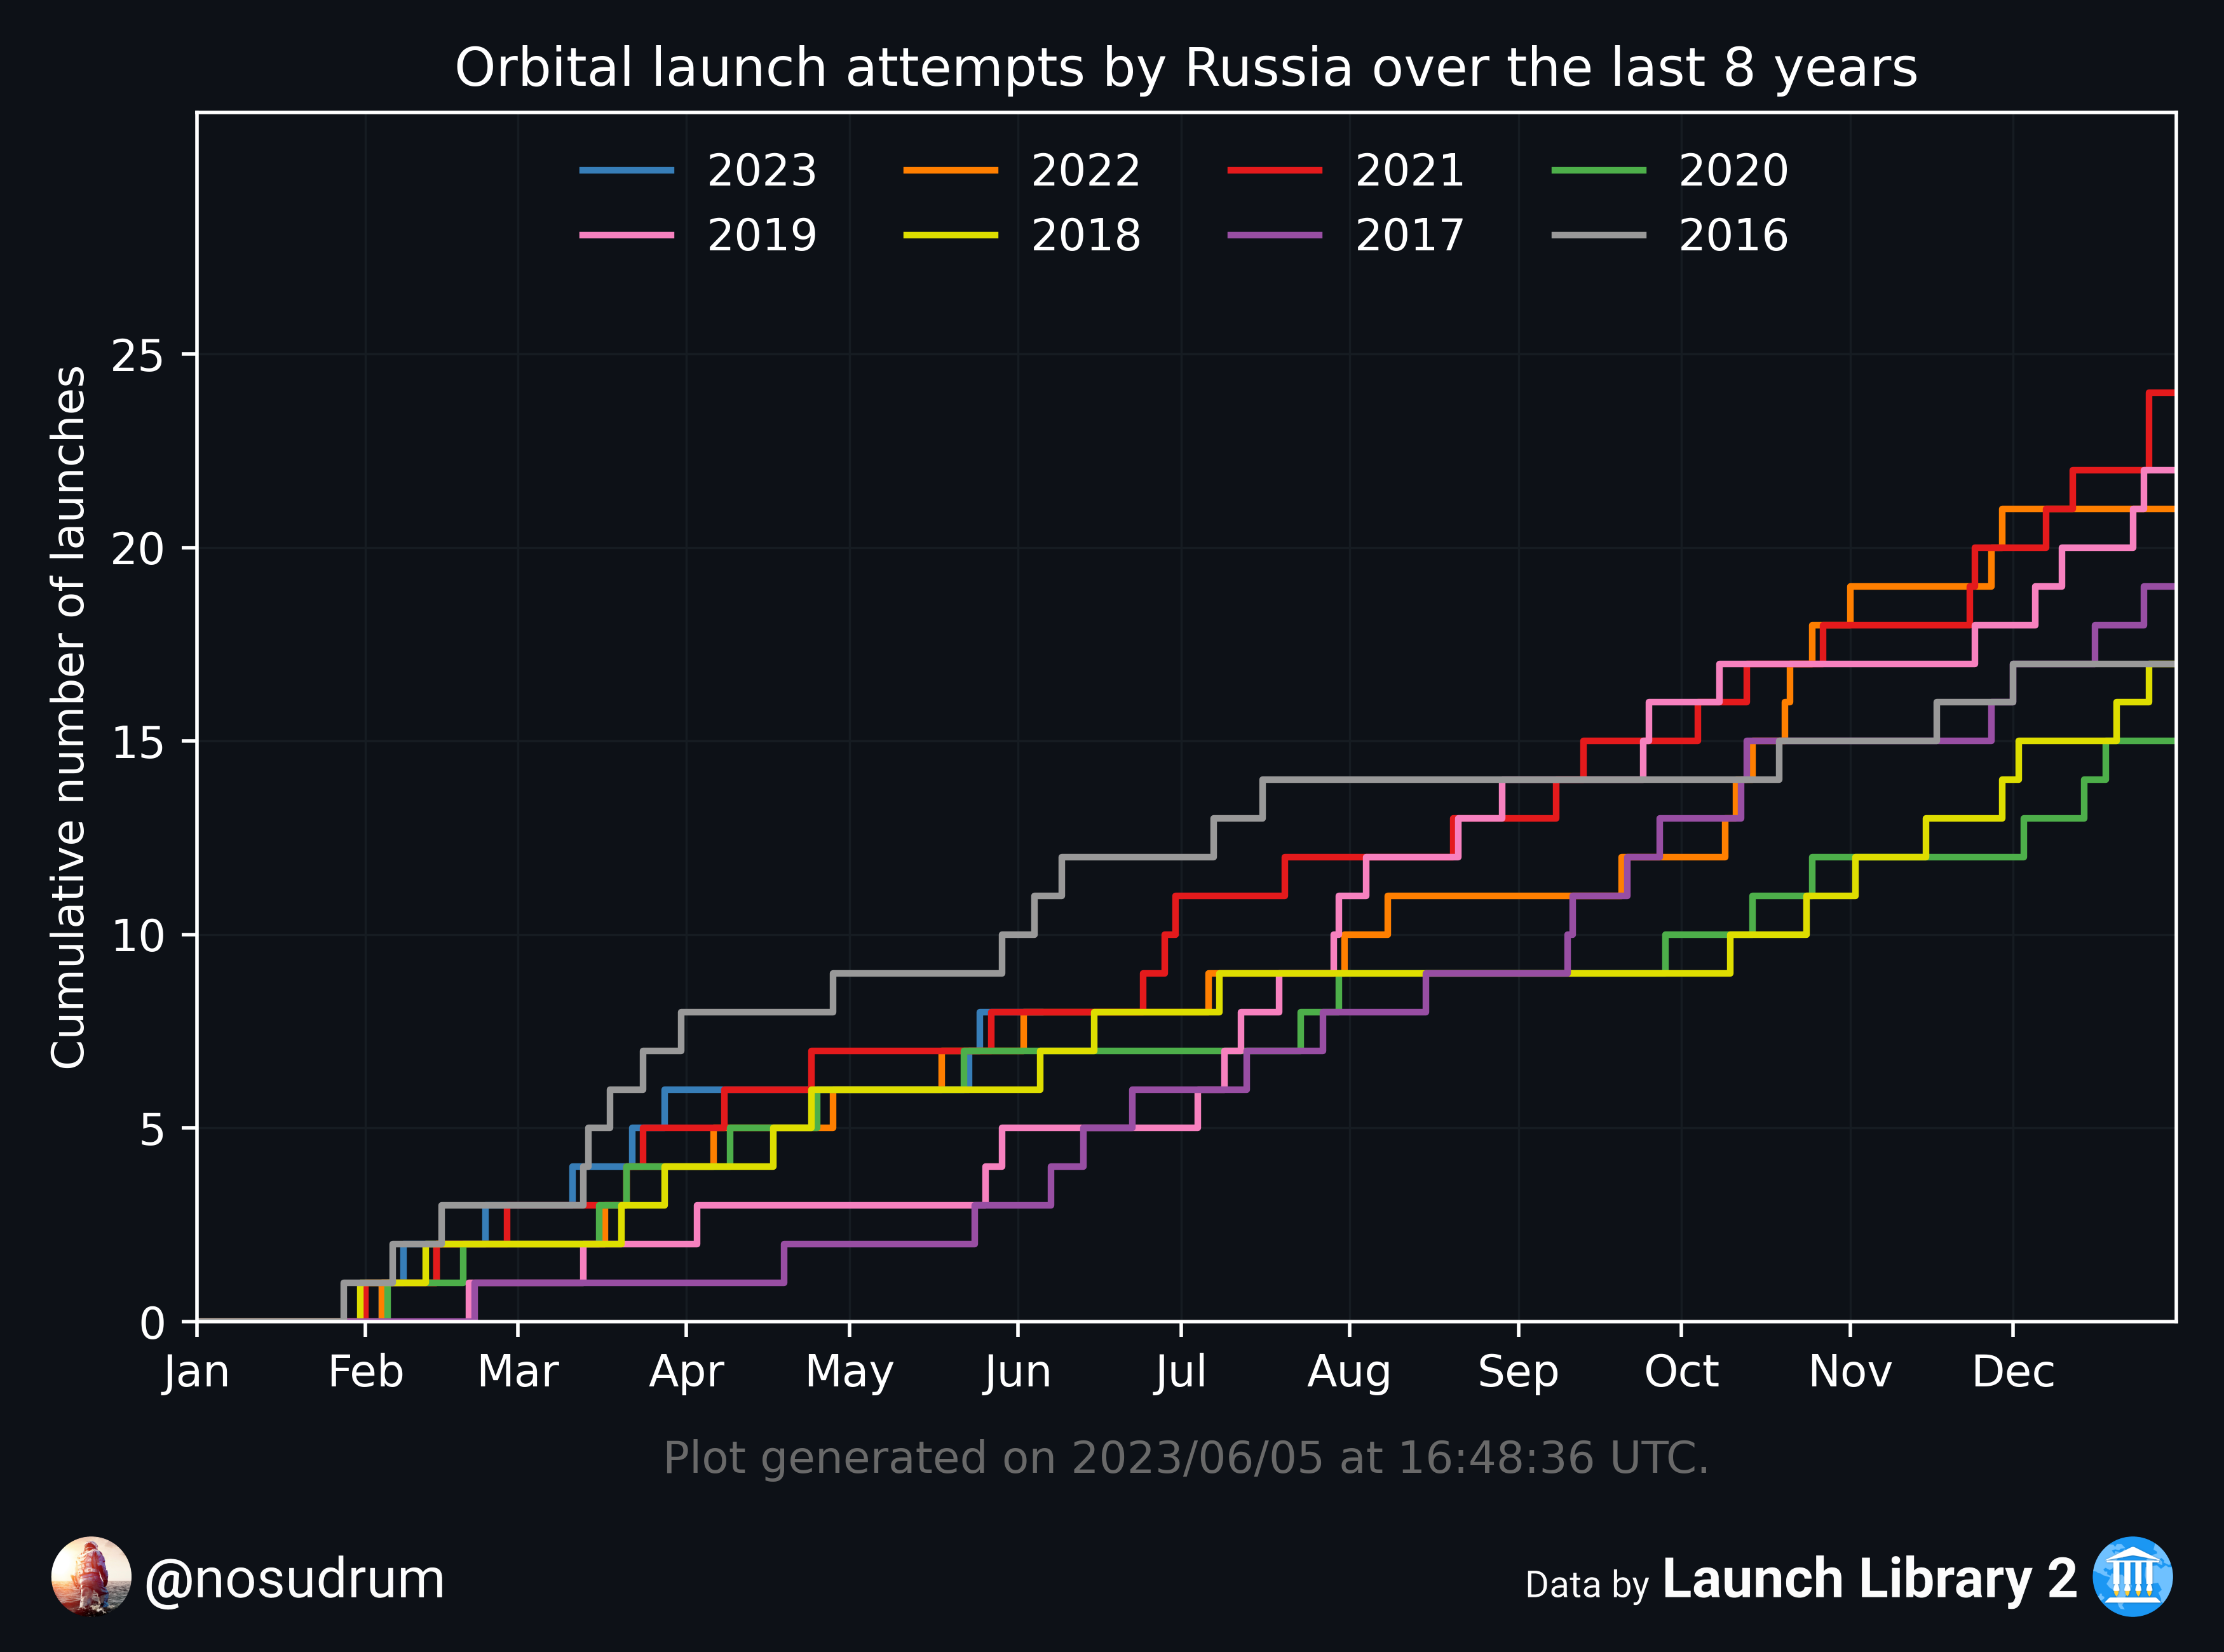 Orbital launch attempts by Russia over the last 8 years
2023 2022 2021 2020
2019 2018 2017 2016
Cumulative number of launches
25
20
15
10
5
0
Jan Feb Mar Apr May Jun Jul Aug Sep Oct Nov Dec
Plot generated on 2023/06/05 at 16:48:36 UTC.
@nosudrum
Data by Launch Library 2